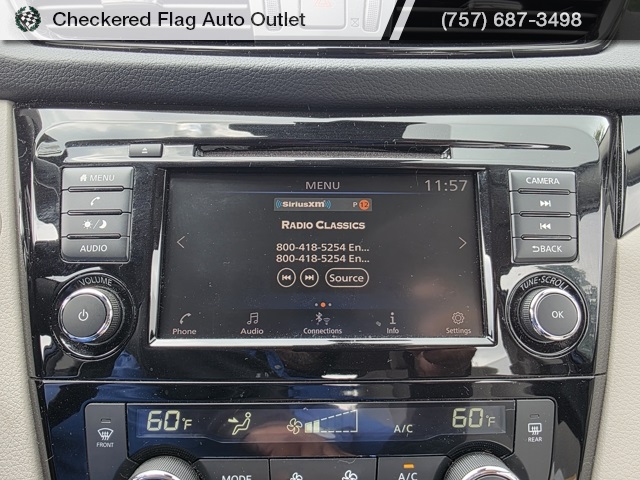 Checkered Flag Auto Outlet
(757) 687-3498
MENU
AUDIO
VOLUME
MENU
11:57
SiriusXM
P 12
RADIO CLASSICS
800-418-5254 En...
800-418-5254 En...
Source
Phone
Audio
Connections
Info
Settings
CAMERA
BACK
TUNE·SCROLL
OK
FRONT
60°F
A/C
60°F
REAR
MODE
A/C